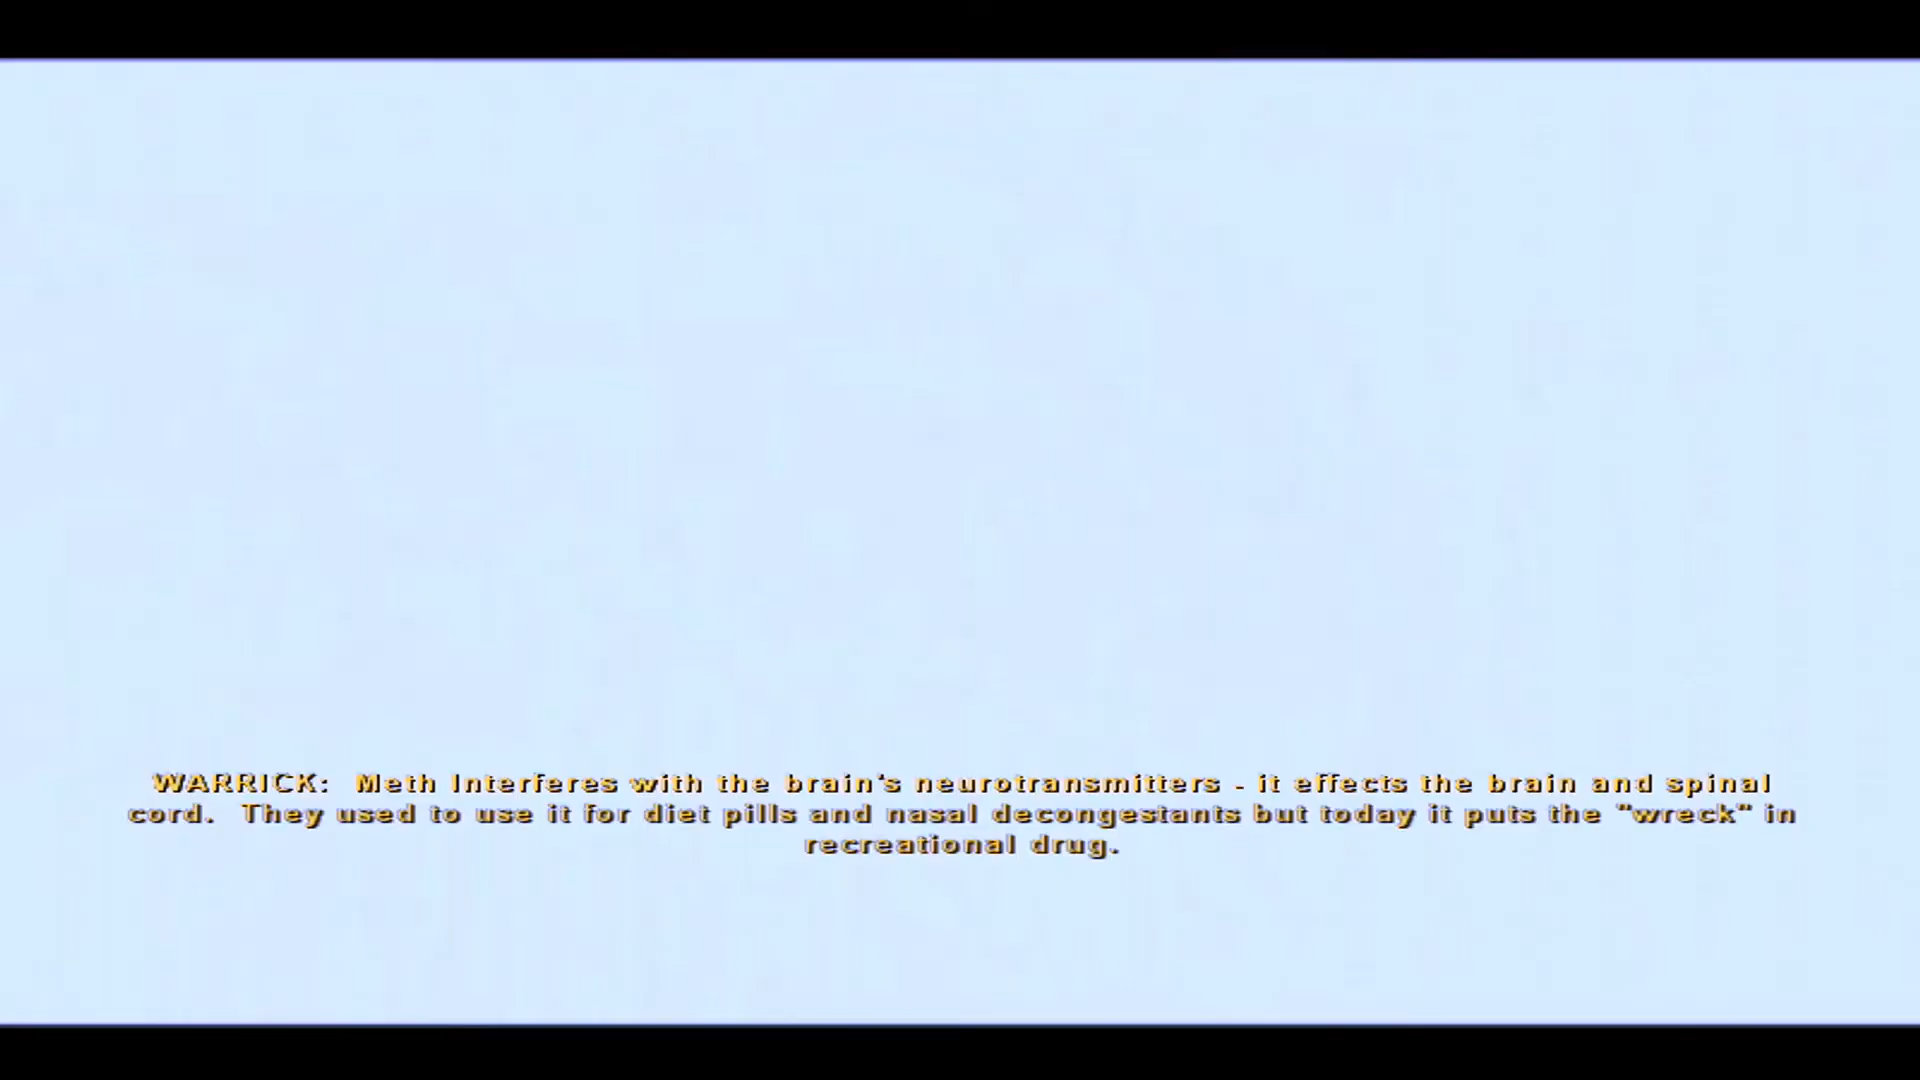 WARRICK:  Meth Interferes with the brain's neurotransmitters - it effects the brain and spinal
cord.  They used to use it for diet pills and nasal decongestants but today it puts the "wreck" in
recreational drug.